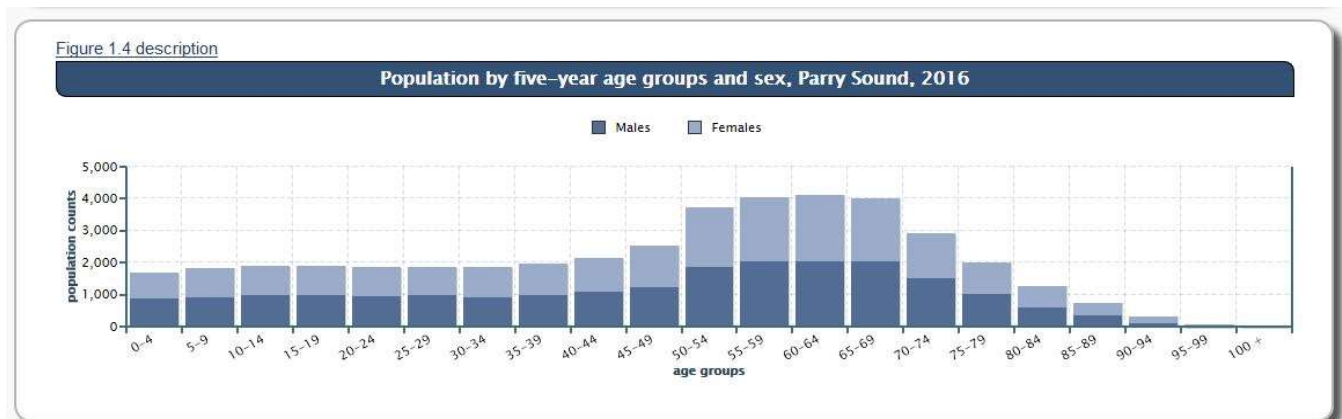 Figure 1.4 description
Population by five-year age groups and sex, Parry Sound, 2016
Males Females
5,000
4,000
3,000
2,000
1,000
0
population counts
0-4 5-9 10-14 15-19 20-24 25-29 30-34 35-39 40-44 45-49 50-54 55-59 60-64 65-69 70-74 75-79 80-84 85-89 90-94 95-99 100 +
age groups